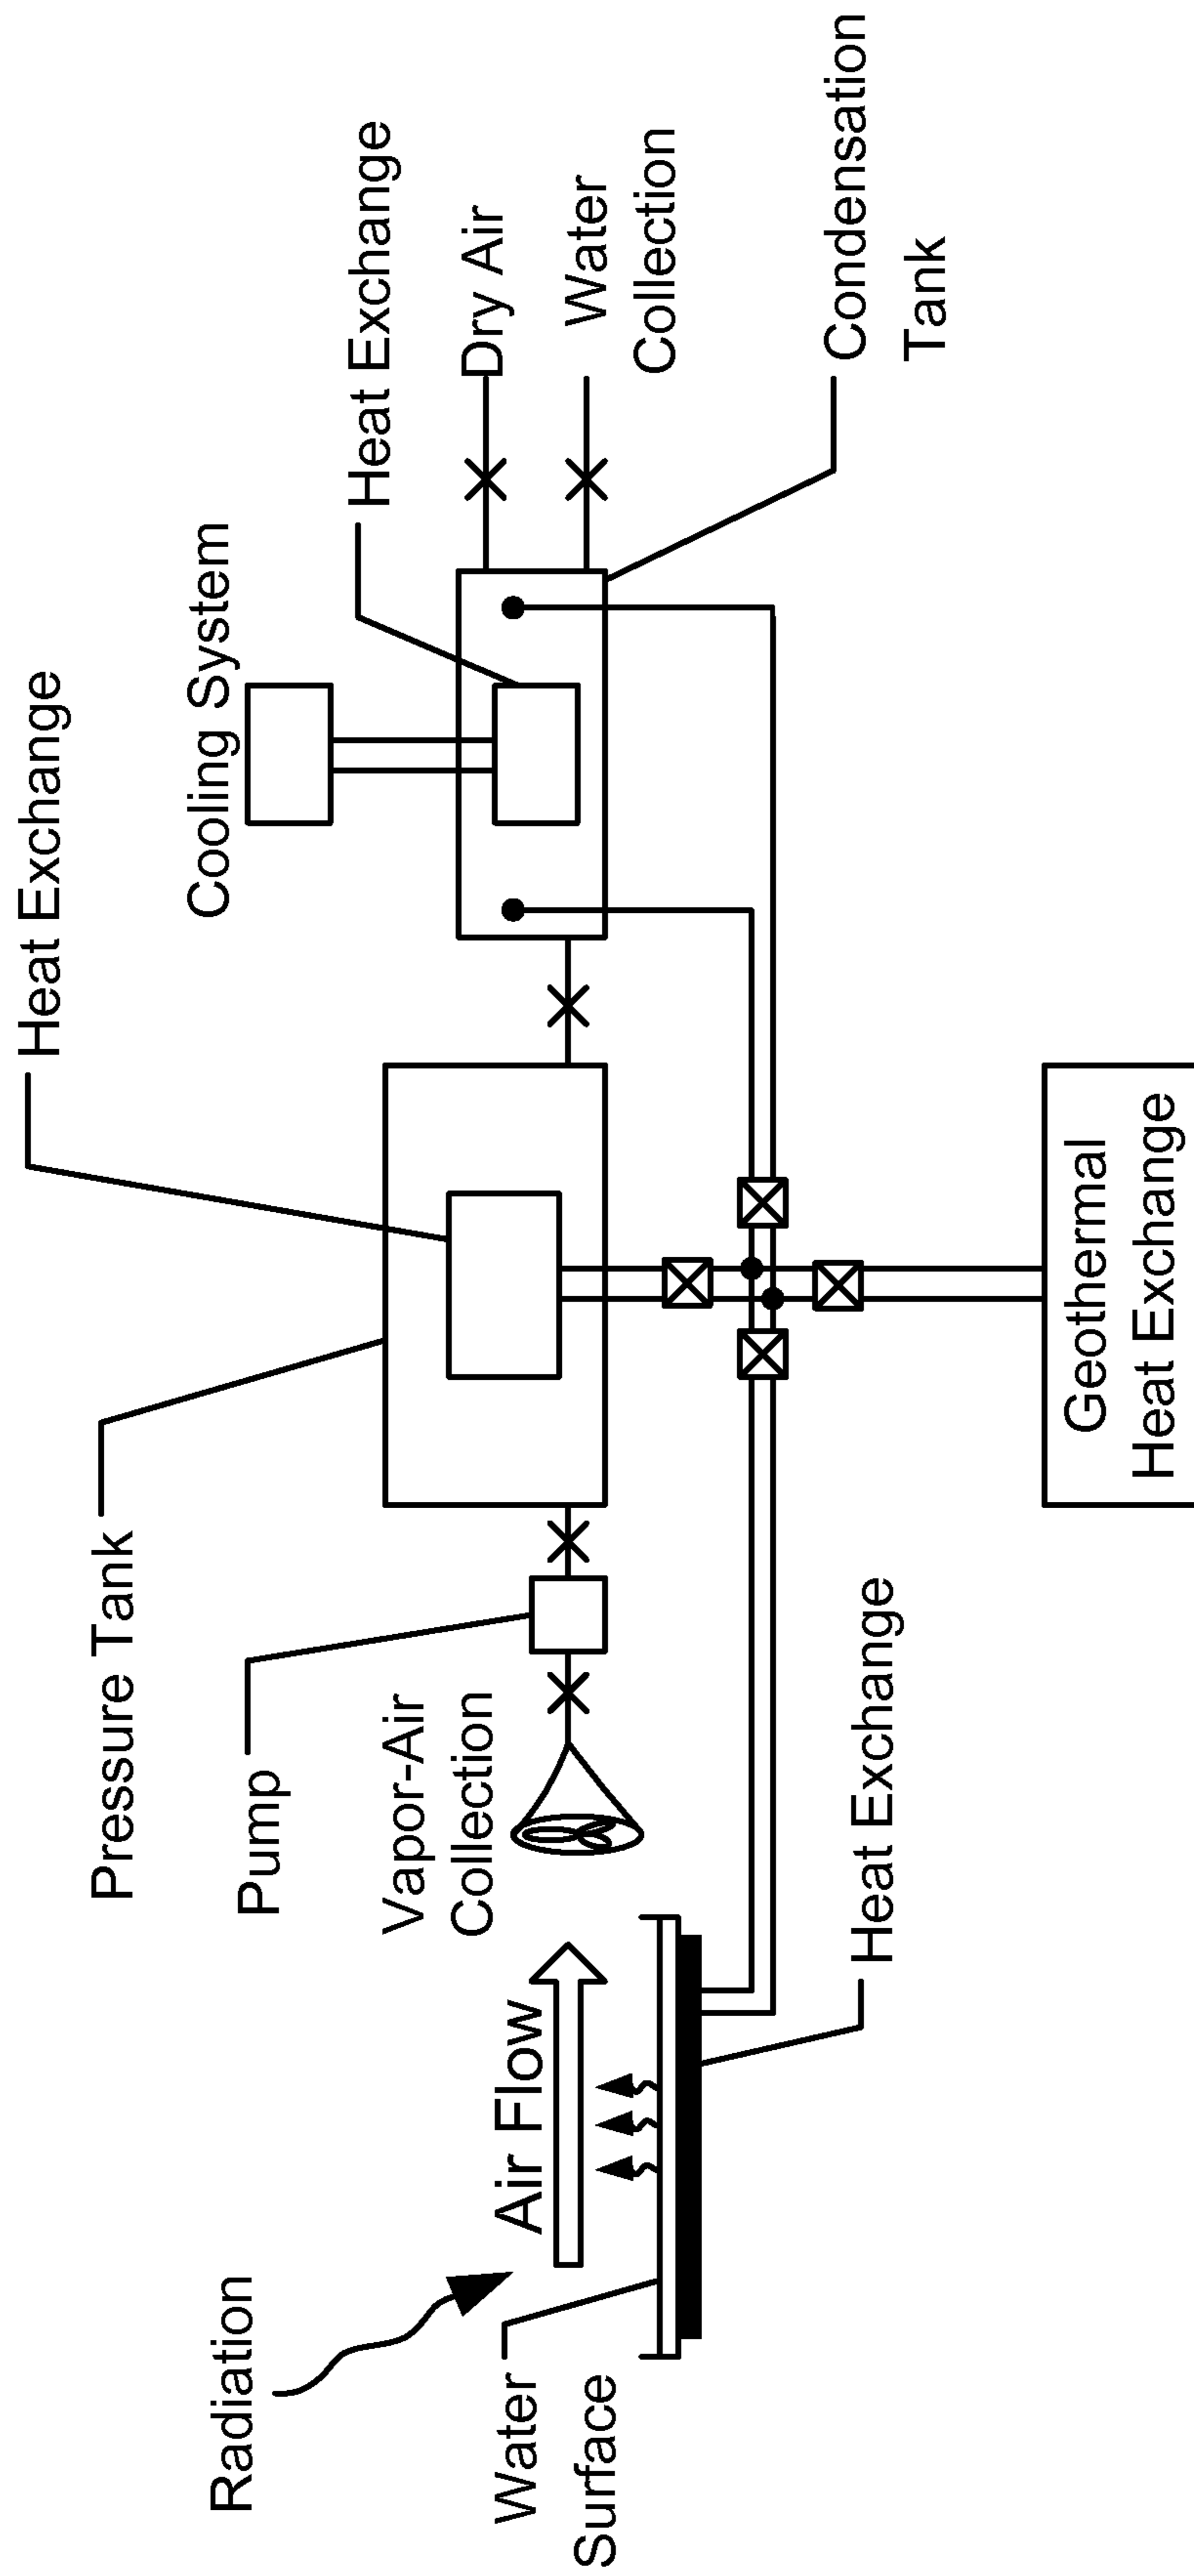 Heat Exchange
Cooling System
Heat Exchange
Pressure Tank
Pump
Dry Air
Water
Collection
Vapor-Air
Collection
Radiation
Air Flow
Water
Surface
Condensation
Tank
Heat Exchange
Geothermal
Heat Exchange